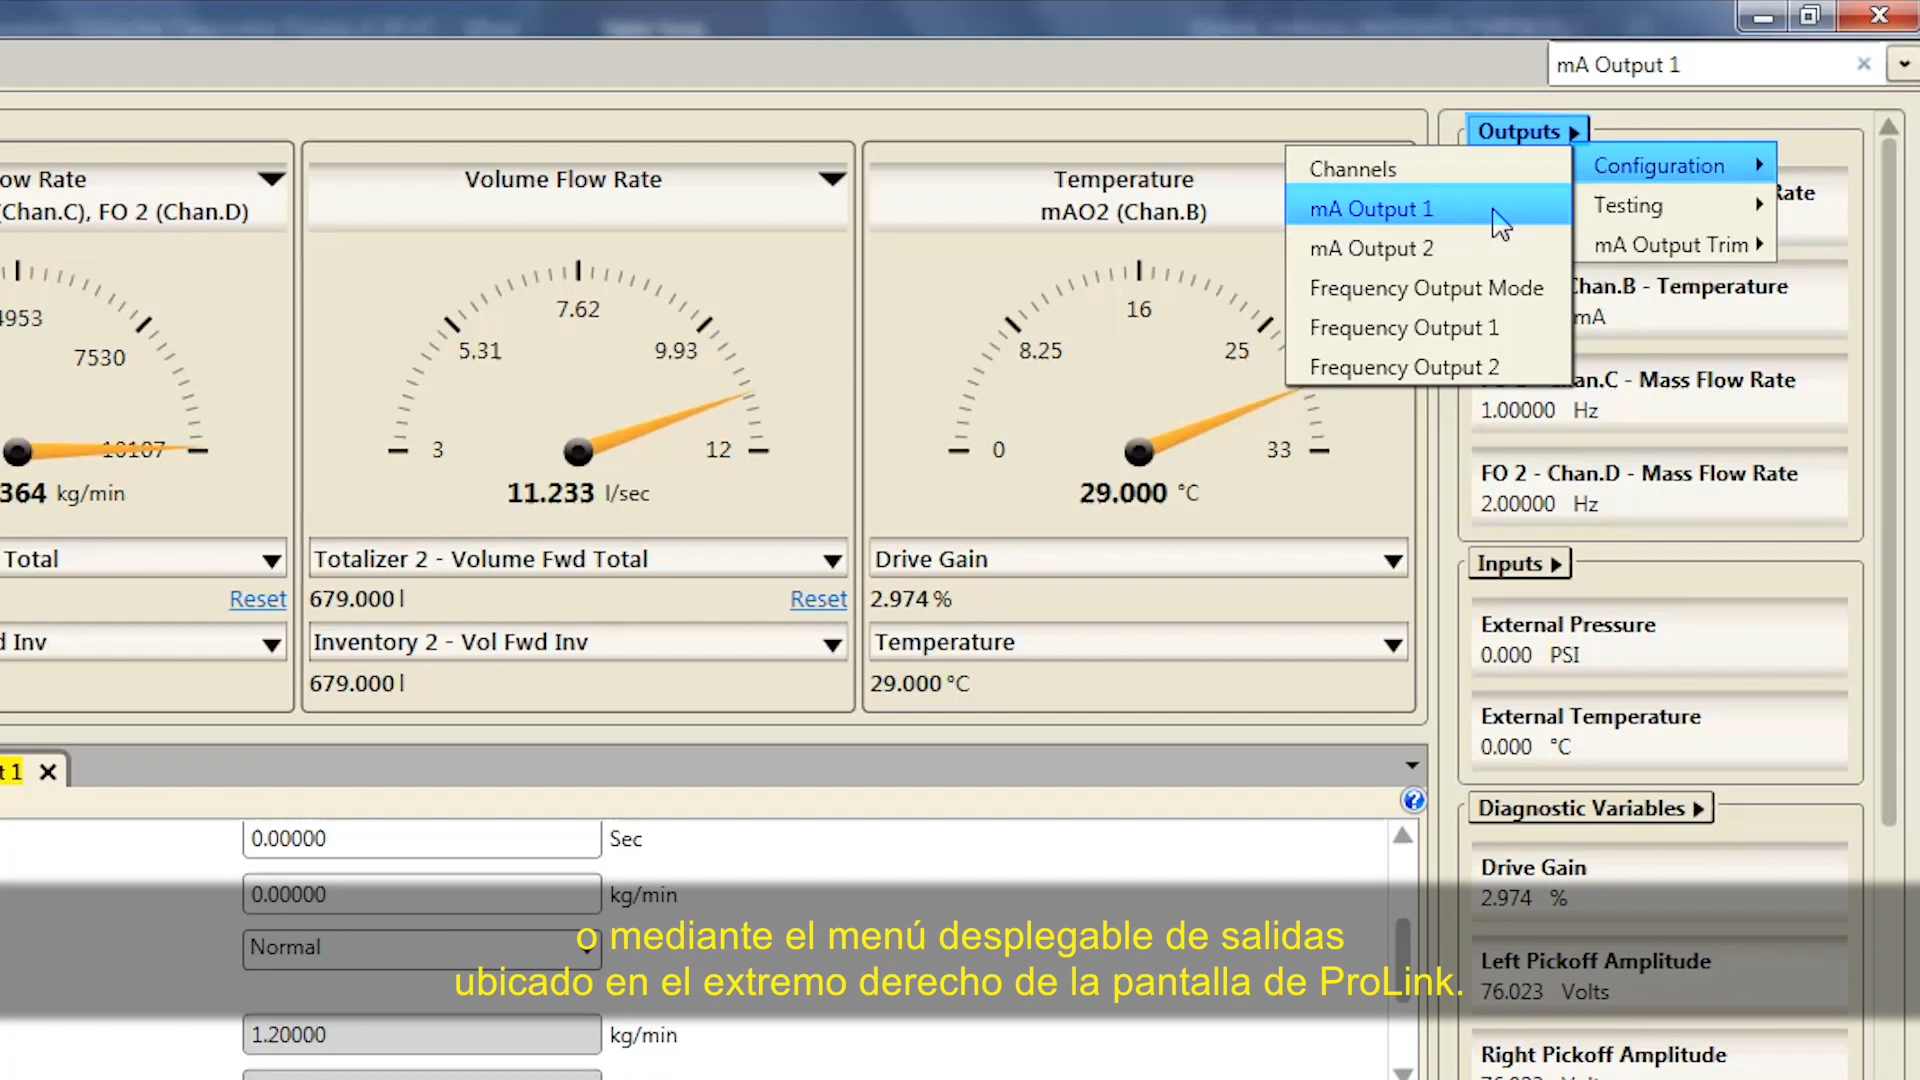 mA Output 1
Outputs
Configuration
Testing
mA Output Trim
Channels
mA Output 1
mA Output 2
Frequency Output Mode
Frequency Output 1
Frequency Output 2
ow Rate
(Chan.C), FO 2 (Chan.D)
4953
7530
10107
364 kg/min
Total
Reset
d Inv
Volume Flow Rate
3
5.31
7.62
9.93
12
11.233 l/sec
Totalizer 2 - Volume Fwd Total
679.000 l
Reset
Inventory 2 - Vol Fwd Inv
679.000 l
Temperature
mAO2 (Chan.B)
0
8.25
16
25
33
29.000 °C
Drive Gain
2.974 %
Temperature
29.000 °C
Rate
Chan.B - Temperature
mA
an.C - Mass Flow Rate
1.00000 Hz
FO 2 - Chan.D - Mass Flow Rate
2.00000 Hz
Inputs
External Pressure
0.000 PSI
External Temperature
0.000 °C
Diagnostic Variables
Drive Gain
2.974 %
Left Pickoff Amplitude
76.023 Volts
Right Pickoff Amplitude
t 1
0.00000 Sec
0.00000 kg/min
Normal
1.20000 kg/min
o mediante el menú desplegable de salidas
ubicado en el extremo derecho de la pantalla de ProLink.